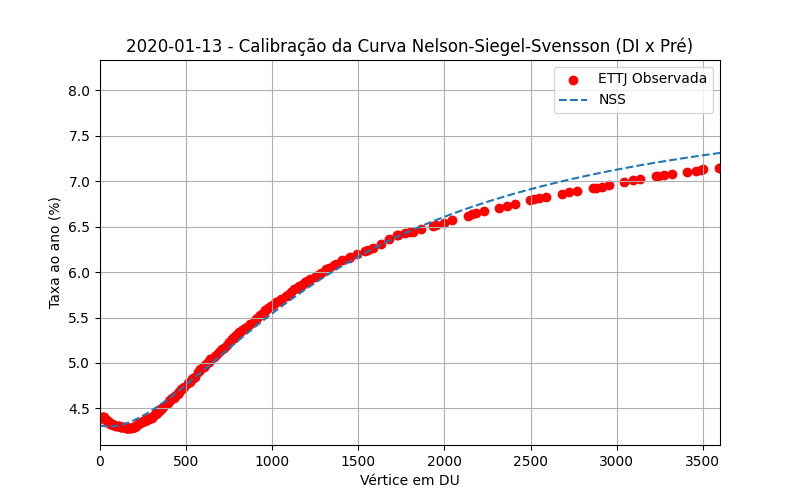 2020-01-13 - Calibração da Curva Nelson-Siegel-Svensson (DI x Pré)
ETTJ Observada
NSS
Taxa ao ano (%)
8.0
7.5
7.0
6.5
6.0
5.5
5.0
4.5
0 500 1000 1500 2000 2500 3000 3500
Vértice em DU